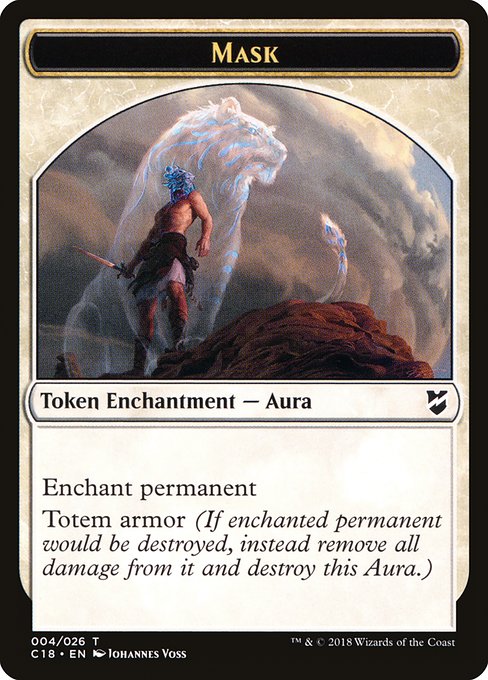 Mask
Token Enchantment — Aura
Enchant permanent
Totem armor (If enchanted permanent
would be destroyed, instead remove all
damage from it and destroy this Aura.)
004/026 T
C18 • EN Johannes Voss
™ & © 2018 Wizards of the Coast